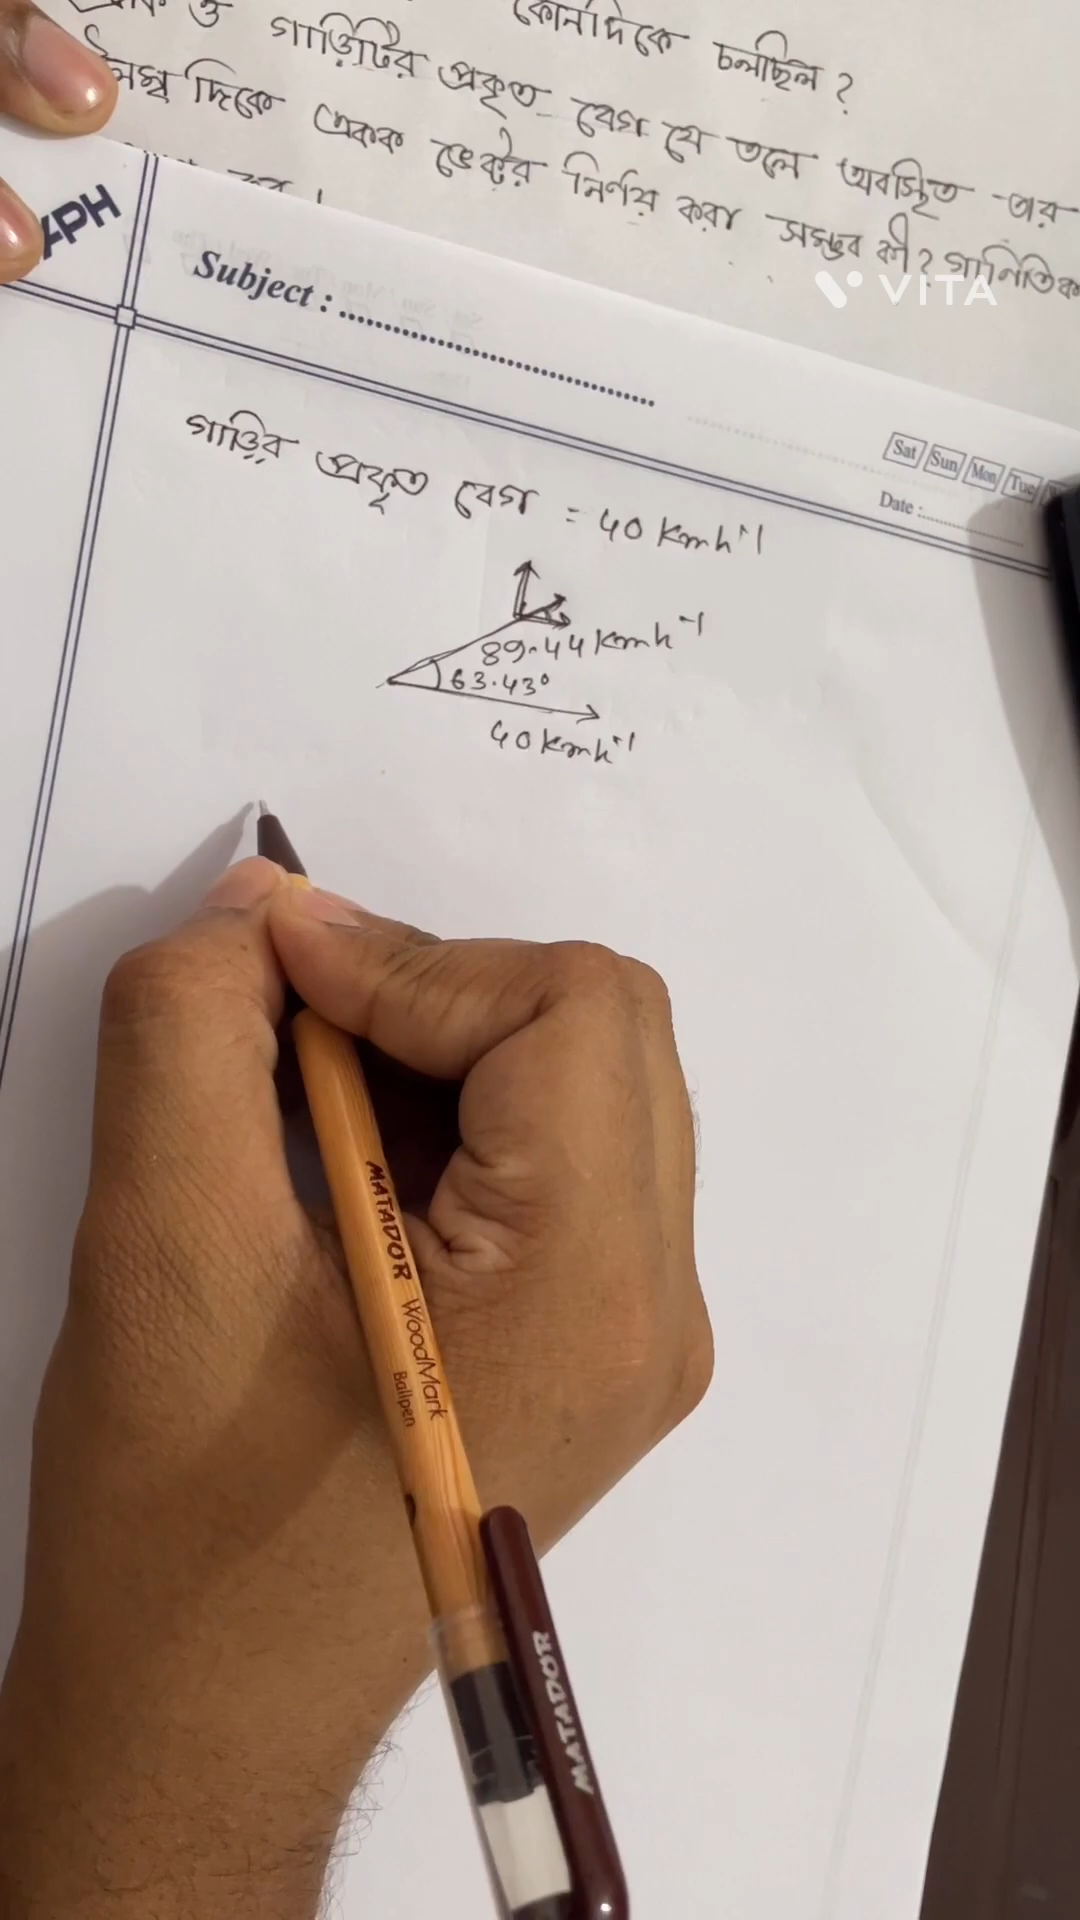 ও গাড়িটির প্রকৃত বেগ যে তলে অবস্থিত তার
কোনদিকে চলছিল ?
লম্ব দিকে একক ভেক্টর নির্ণয় করা সম্ভব কী? গানিতিক
VITA
Subject :
Sat Sun Mon Tue
Date :
গাড়ির প্রকৃত বেগ = 40 Kmh⁻¹
89.44 Kmh⁻¹
63.43°
40 Kmh⁻¹
MATADOR WoodMark
Ballpen
MATADOR